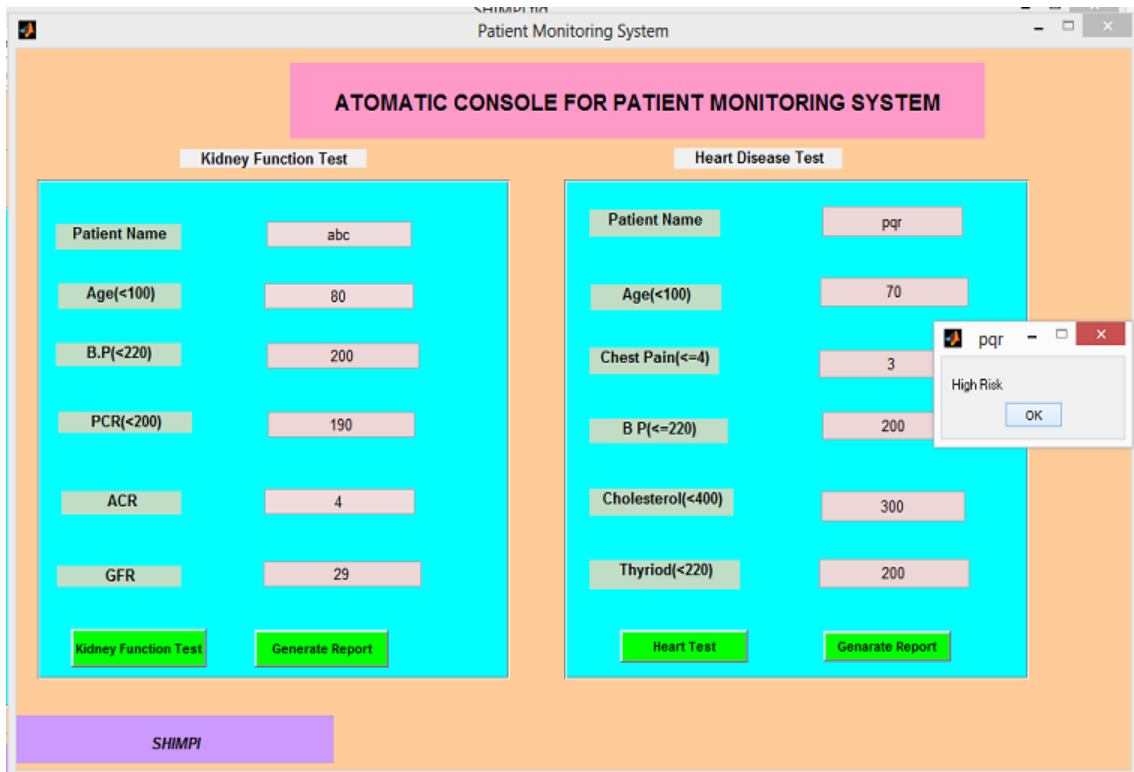 SHIMPI.fig
Patient Monitoring System
ATOMATIC CONSOLE FOR PATIENT MONITORING SYSTEM
Kidney Function Test
Patient Name abc
Age(<100) 80
B.P(<220) 200
PCR(<200) 190
ACR 4
GFR 29
Kidney Function Test Generate Report
Heart Disease Test
Patient Name pqr
Age(<100) 70
Chest Pain(<=4) 3
B P(<=220) 200
Cholesterol(<400) 300
Thyriod(<220) 200
Heart Test Genarate Report
pqr
High Risk
OK
SHIMPI